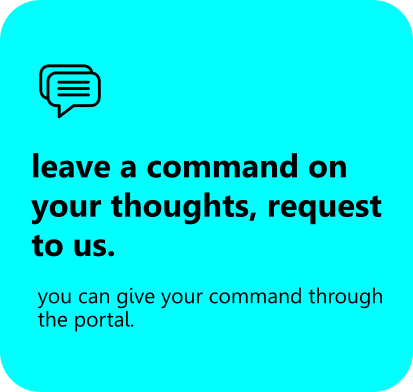 leave a command on
your thoughts, request
to us.
you can give your command through
the portal.